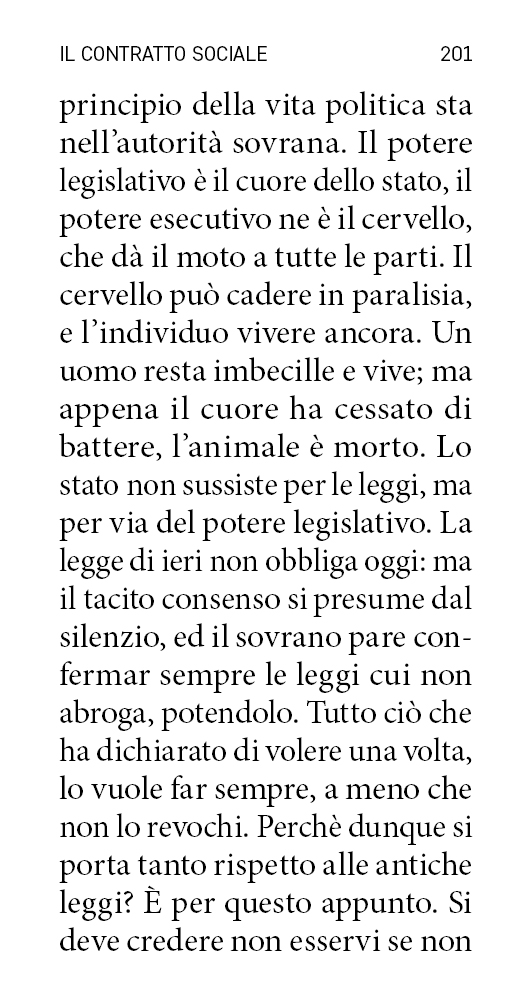 IL CONTRATTO SOCIALE 201
principio della vita politica sta
nell’autorità sovrana. Il potere
legislativo è il cuore dello stato, il
potere esecutivo ne è il cervello,
che dà il moto a tutte le parti. Il
cervello può cadere in paralisia,
e l’individuo vivere ancora. Un
uomo resta imbecille e vive; ma
appena il cuore ha cessato di
battere, l’animale è morto. Lo
stato non sussiste per le leggi, ma
per via del potere legislativo. La
legge di ieri non obbliga oggi: ma
il tacito consenso si presume dal
silenzio, ed il sovrano pare con-
fermar sempre le leggi cui non
abroga, potendolo. Tutto ciò che
ha dichiarato di volere una volta,
lo vuole far sempre, a meno che
non lo revochi. Perchè dunque si
porta tanto rispetto alle antiche
leggi? È per questo appunto. Si
deve credere non esservi se non